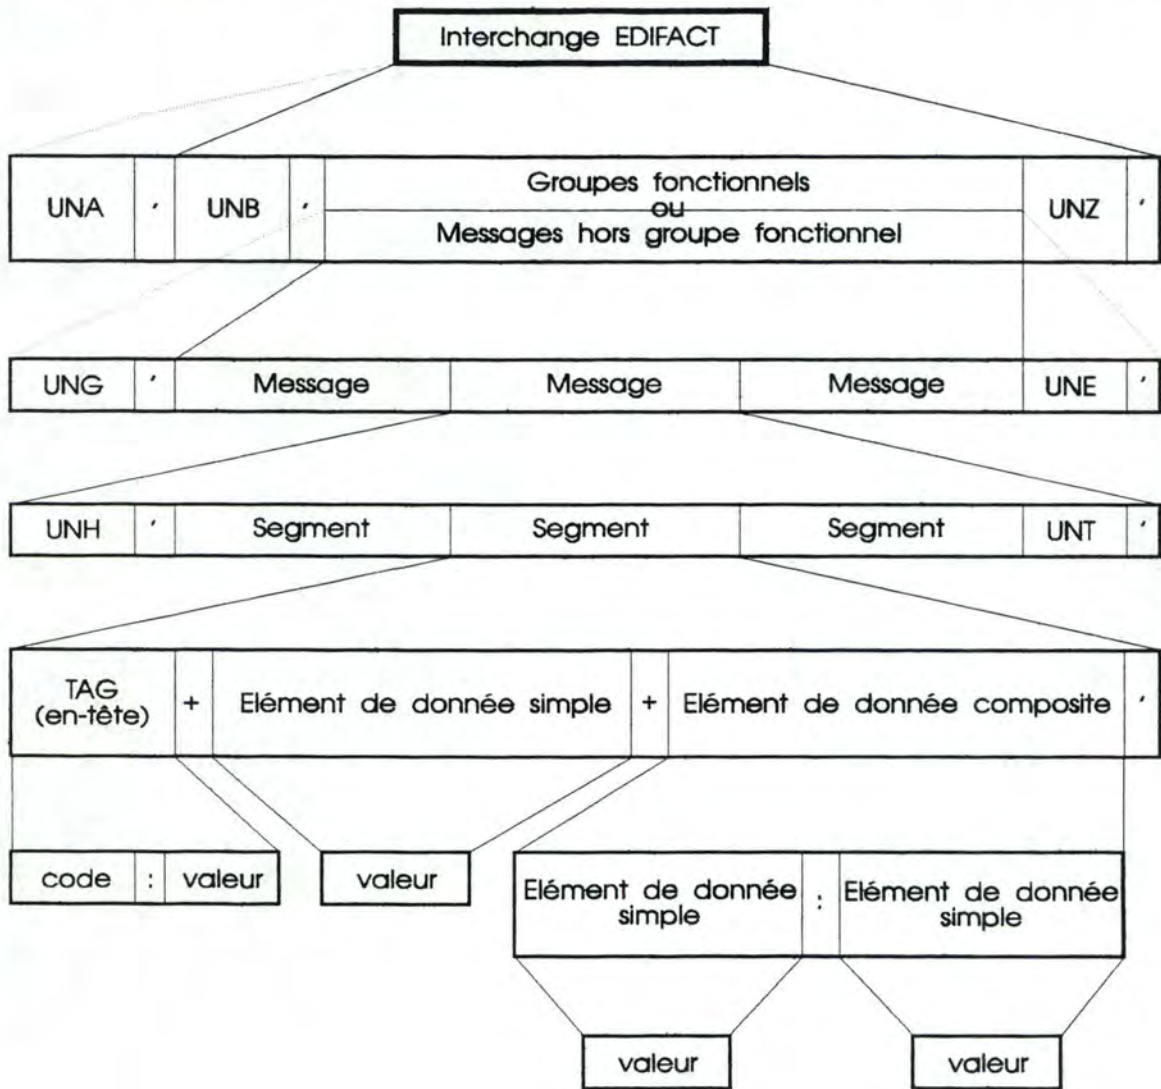 Interchange EDIFACT
UNA ' UNB ' Groupes fonctionnels
ou
Messages hors groupe fonctionnel UNZ '
UNG ' Message Message Message UNE '
UNH ' Segment Segment Segment UNT '
TAG
(en-tête) + Elément de donnée simple + Elément de donnée composite '
code : valeur valeur
Elément de donnée
simple : Elément de donnée
simple
valeur valeur